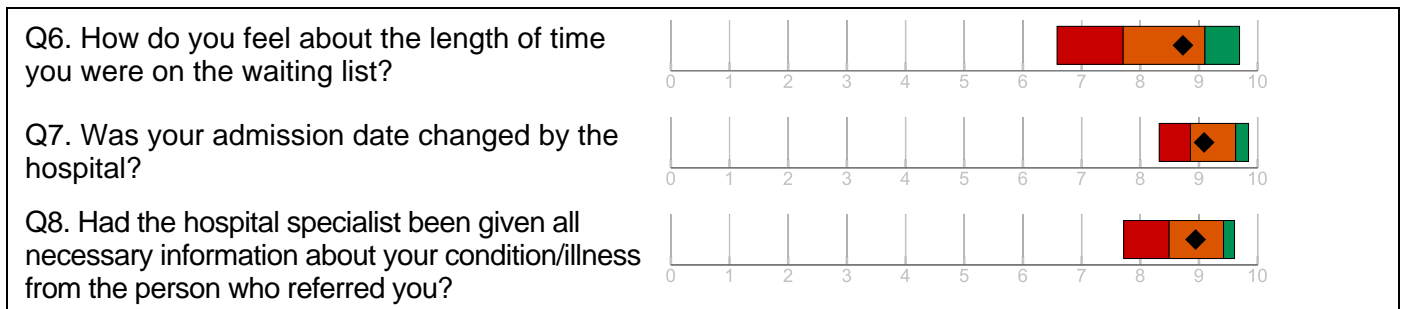 Q6. How do you feel about the length of time
you were on the waiting list?
0 1 2 3 4 5 6 7 8 9 10
Q7. Was your admission date changed by the
hospital?
0 1 2 3 4 5 6 7 8 9 10
Q8. Had the hospital specialist been given all
necessary information about your condition/illness
from the person who referred you?
0 1 2 3 4 5 6 7 8 9 10